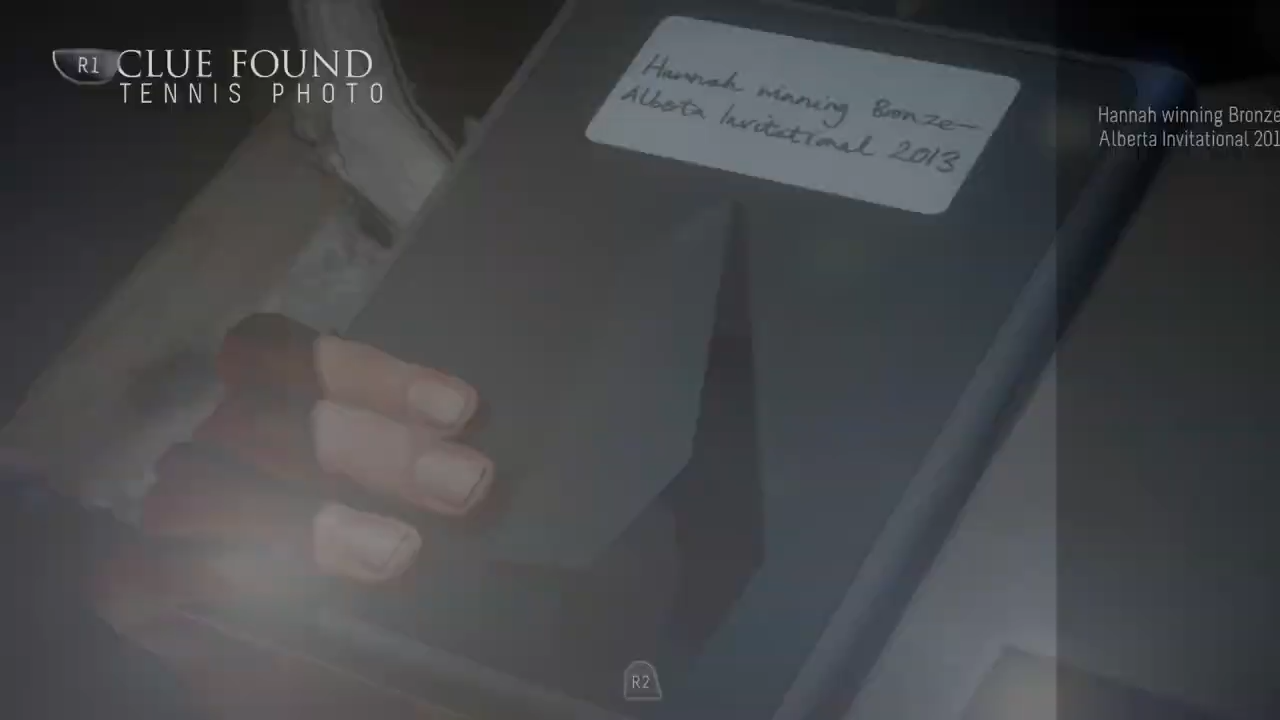 R1 CLUE FOUND
TENNIS PHOTO
Hannah winning Bronze—
Alberta Invitational 2013
Hannah winning Bronze
Alberta Invitational 201
R2